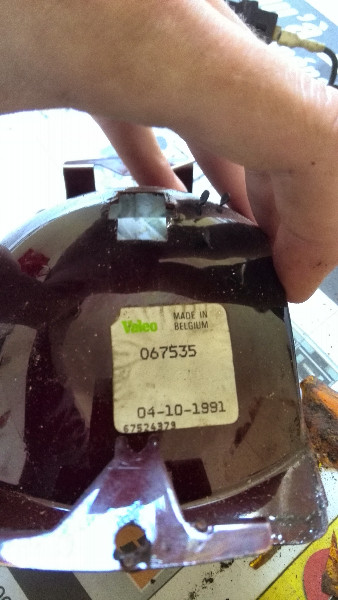 Valeo MADE IN
BELGIUM
067535
04-10-1991
67524379